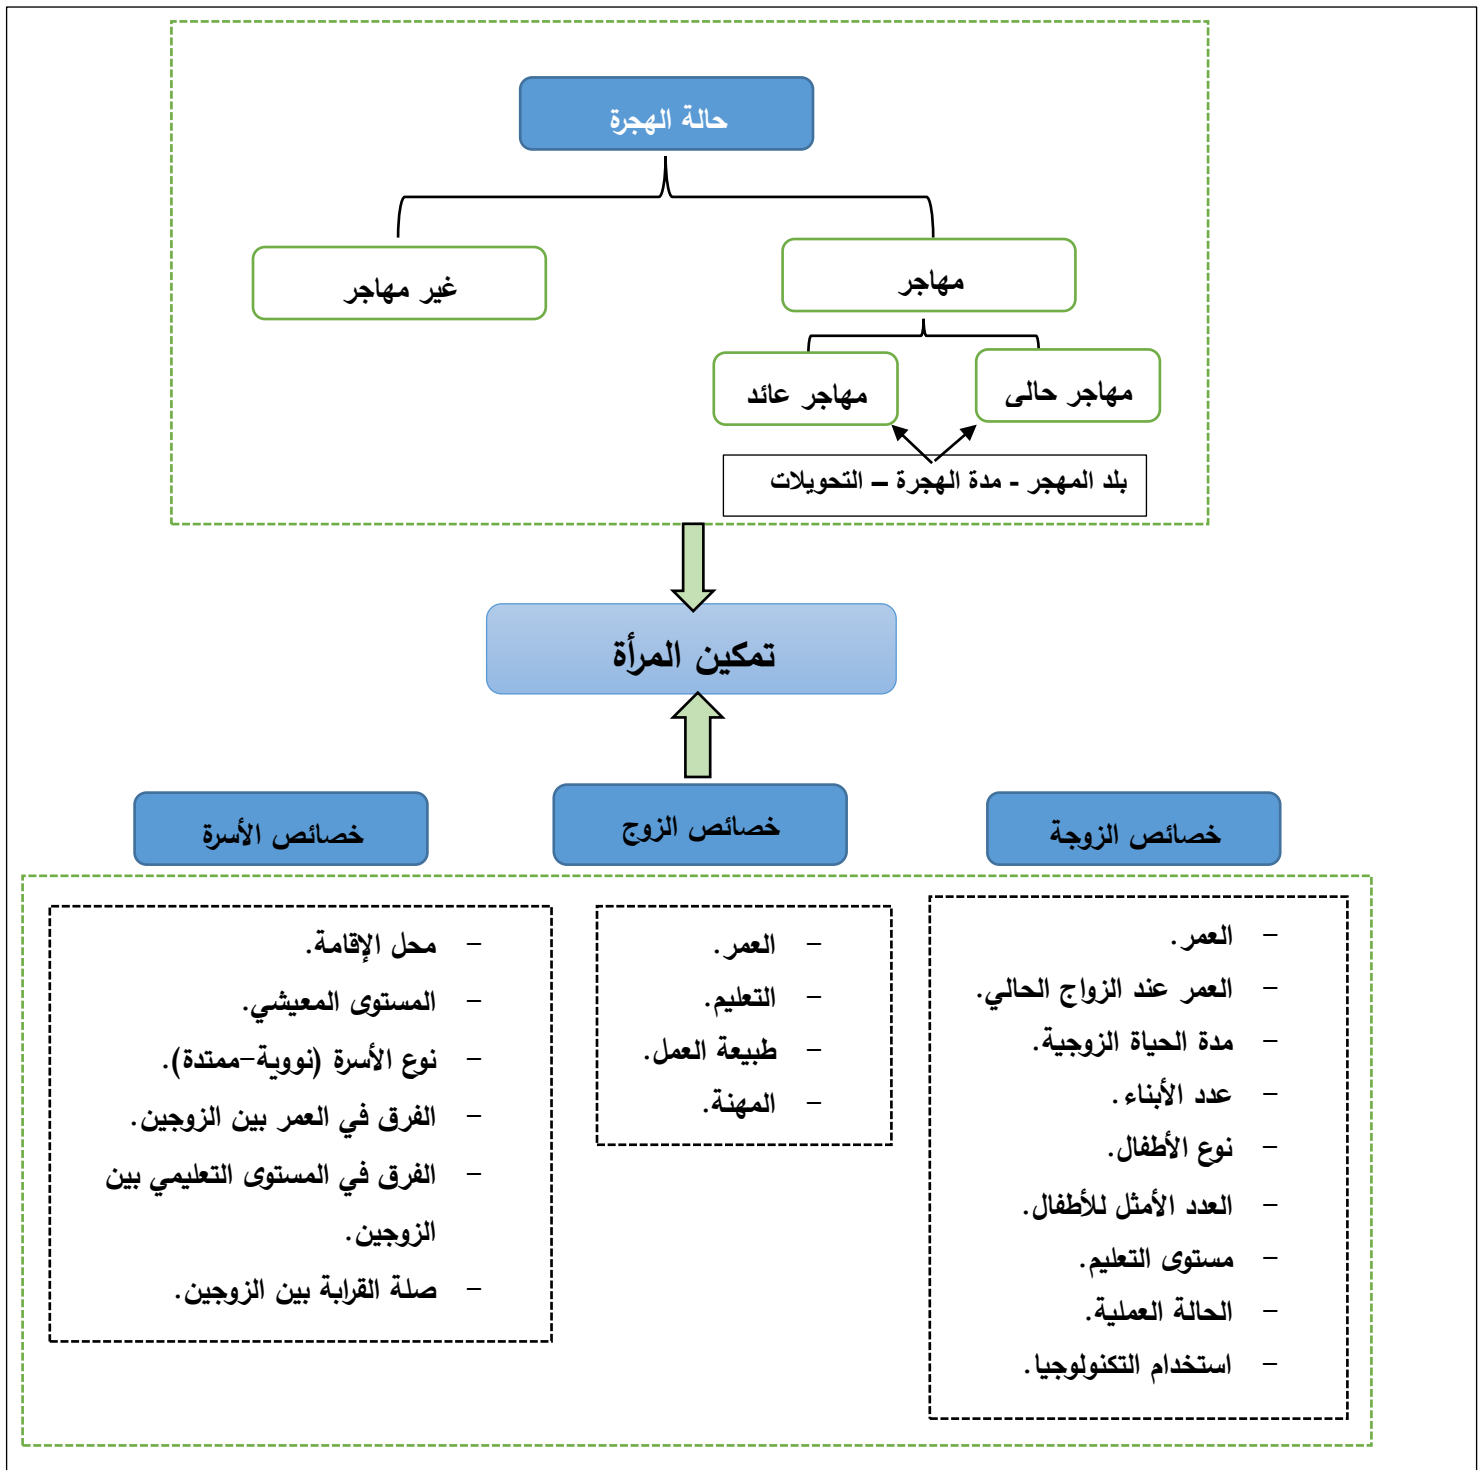 حالة الهجرة
مهاجر
غير مهاجر
مهاجر حالى
مهاجر عائد
بلد المهجر - مدة الهجرة – التحويلات
تمكين المرأة
خصائص الزوجة
خصائص الزوج
خصائص الأسرة
- العمر.
- العمر عند الزواج الحالي.
- مدة الحياة الزوجية.
- عدد الأبناء.
- نوع الأطفال.
- العدد الأمثل للأطفال.
- مستوى التعليم.
- الحالة العملية.
- استخدام التكنولوجيا.
- العمر.
- التعليم.
- طبيعة العمل.
- المهنة.
- محل الإقامة.
- المستوى المعيشي.
- نوع الأسرة (نووية-ممتدة).
- الفرق في العمر بين الزوجين.
- الفرق في المستوى التعليمي بين
الزوجين.
- صلة القرابة بين الزوجين.